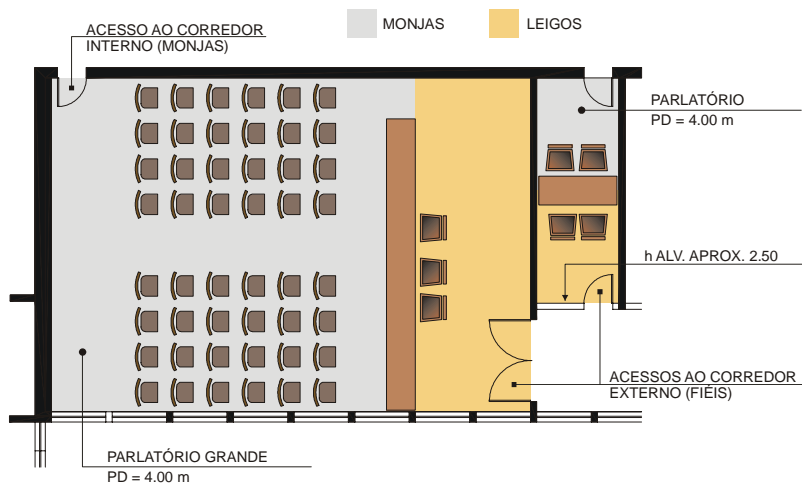 ACESSO AO CORREDOR
INTERNO (MONJAS)
MONJAS
LEIGOS
PARLATÓRIO
PD = 4.00 m
h ALV. APROX. 2.50
ACESSOS AO CORREDOR
EXTERNO (FIÉIS)
PARLATÓRIO GRANDE
PD = 4.00 m